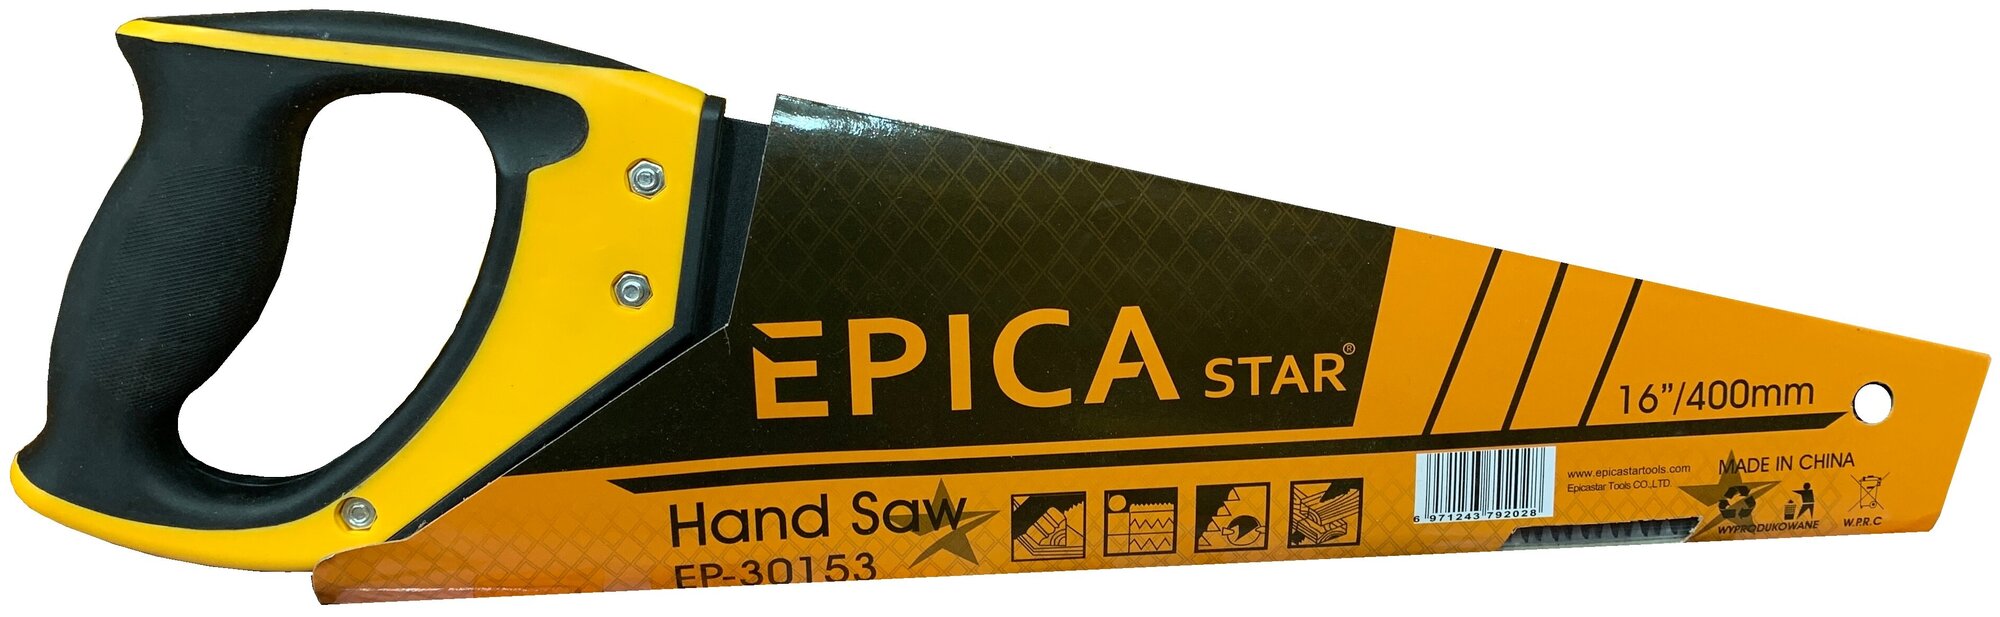 EPICA STAR®
16”/400mm
Hand Saw
EP-30153
6 971243 792028
www.epicastartools.com
Epicastar Tools CO.,LTD.
MADE IN CHINA
WYPRODUKOWANE
W.P.R.C